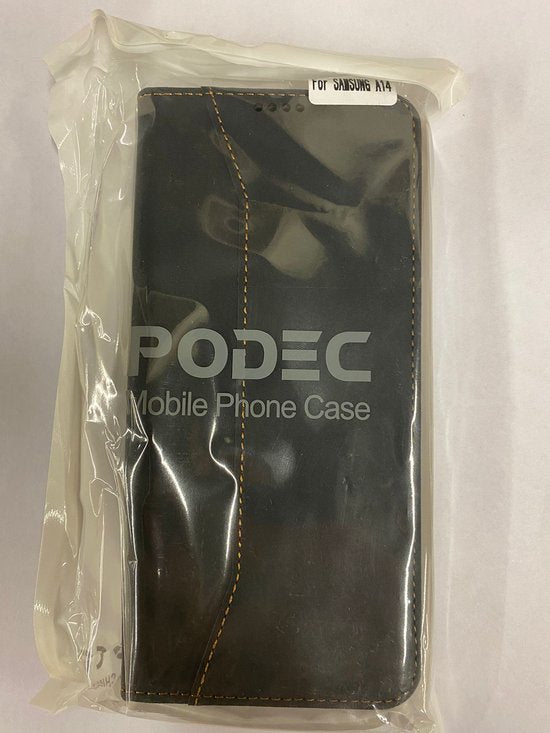 For SAMSUNG A14
PODEC
Mobile Phone Case